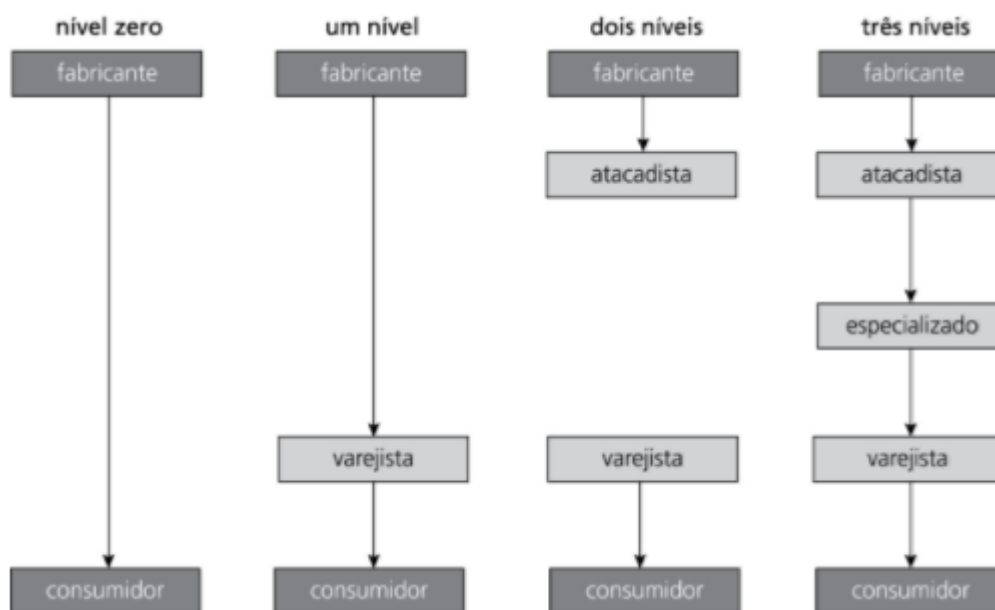 nível zero
um nível
dois níveis
três níveis
fabricante
fabricante
fabricante
fabricante
atacadista
atacadista
especializado
varejista
varejista
varejista
consumidor
consumidor
consumidor
consumidor